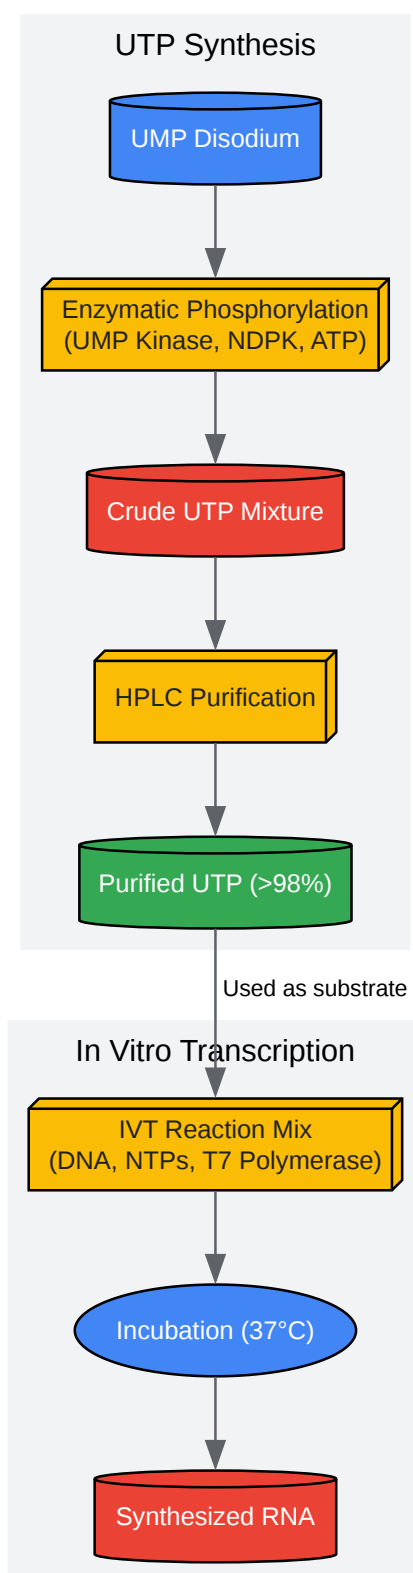 UTP Synthesis
UMP Disodium
Enzymatic Phosphorylation
(UMP Kinase, NDPK, ATP)
Crude UTP Mixture
HPLC Purification
Purified UTP (>98%)
Used as substrate
In Vitro Transcription
IVT Reaction Mix
(DNA, NTPs, T7 Polymerase)
Incubation (37°C)
Synthesized RNA